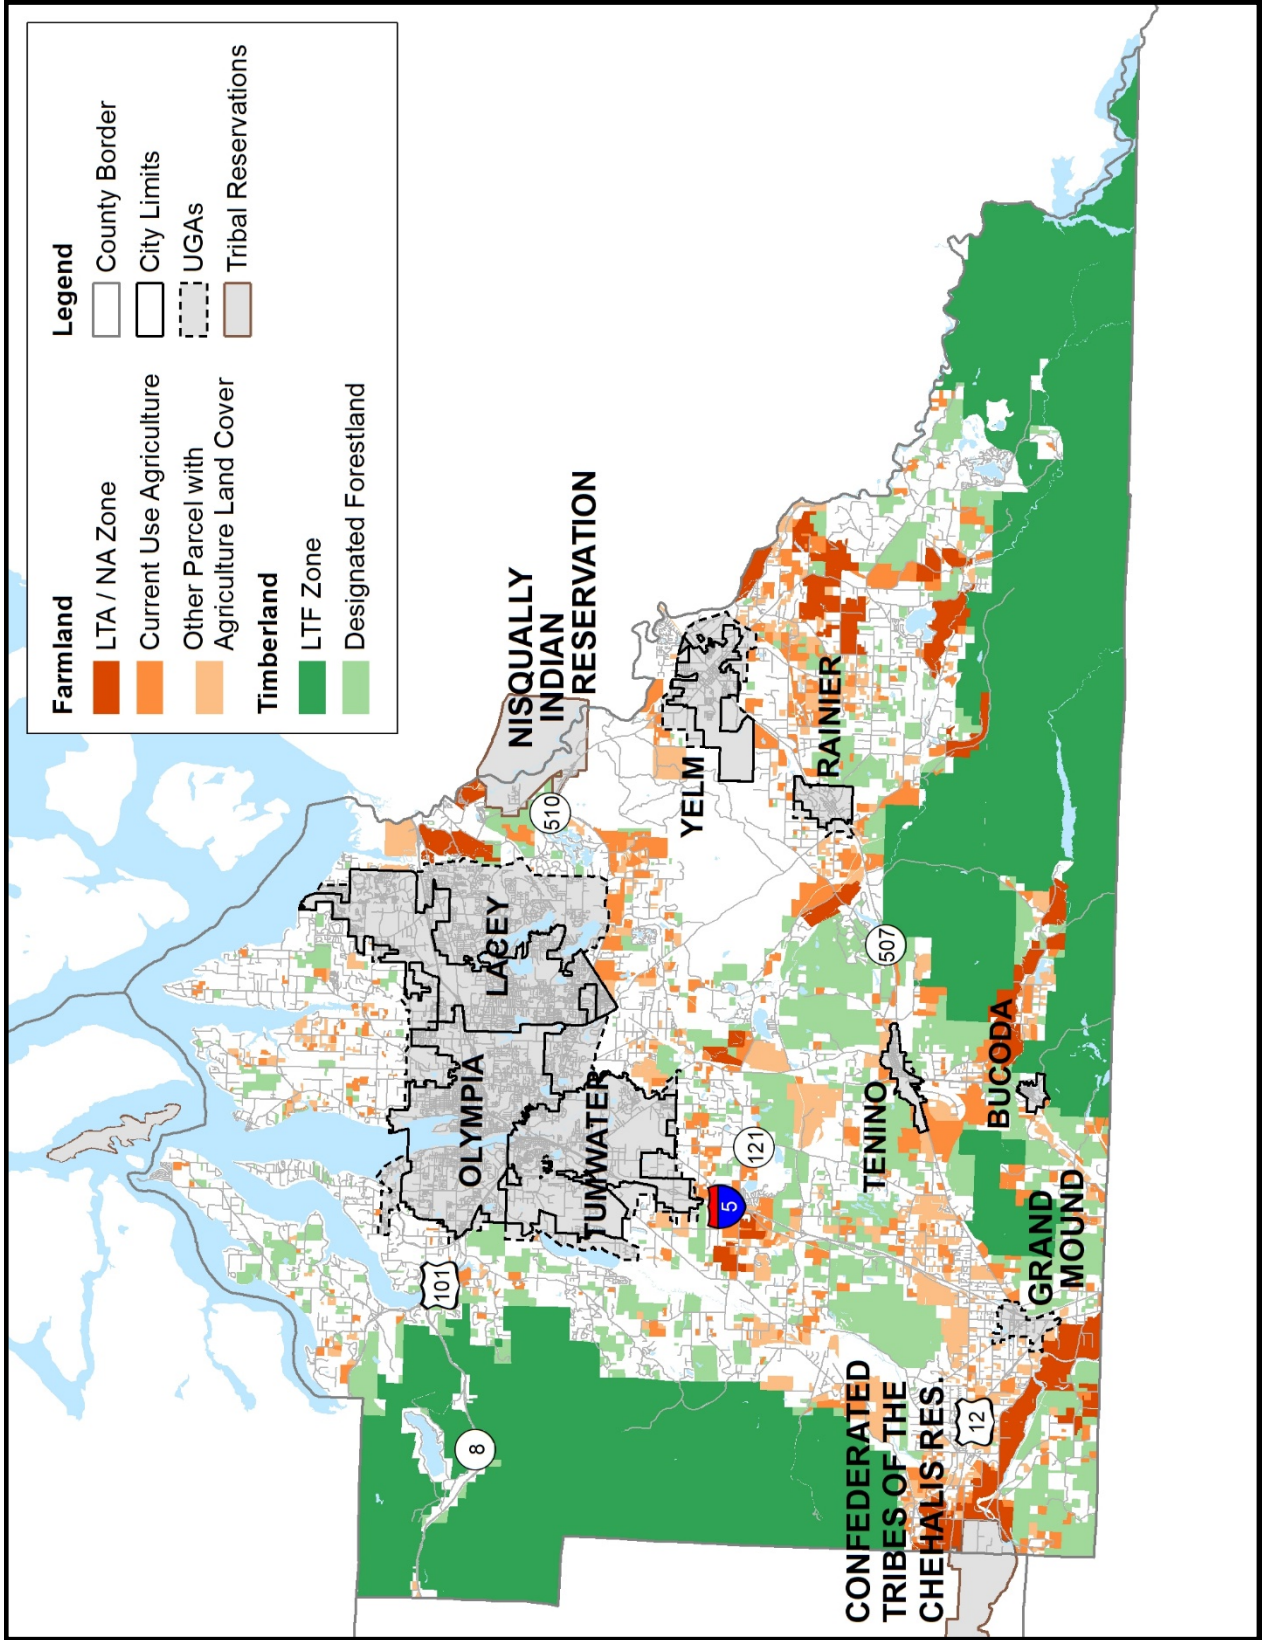 Farmland
LTA / NA Zone
Current Use Agriculture
Other Parcel with
Agriculture Land Cover
Timberland
LTF Zone
Designated Forestland
Legend
County Border
City Limits
UGAs
Tribal Reservations
NISQUALLY
INDIAN
RESERVATION
510
LACEY
OLYMPIA
TUMWATER
101
8
YELM
RAINIER
507
5
121
TENINO
BUCODA
GRAND
MOUND
12
CONFEDERATED
TRIBES OF THE
CHEHALIS RES.